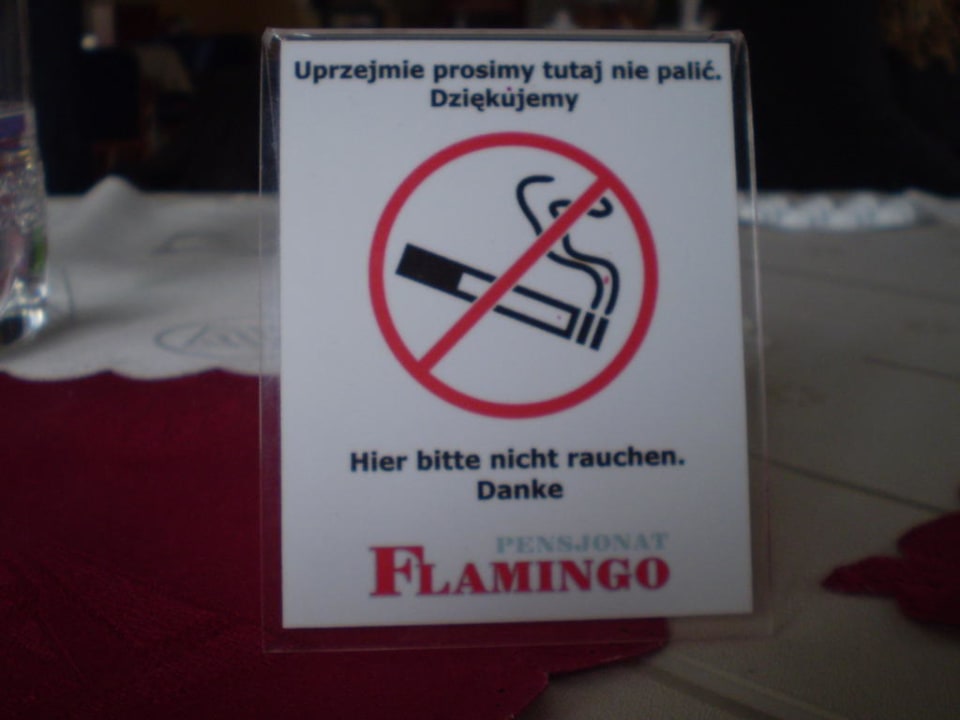 Uprzejmie prosimy tutaj nie palić.
Dziękujemy
Hier bitte nicht rauchen.
Danke
PENSJONAT
FLAMINGO